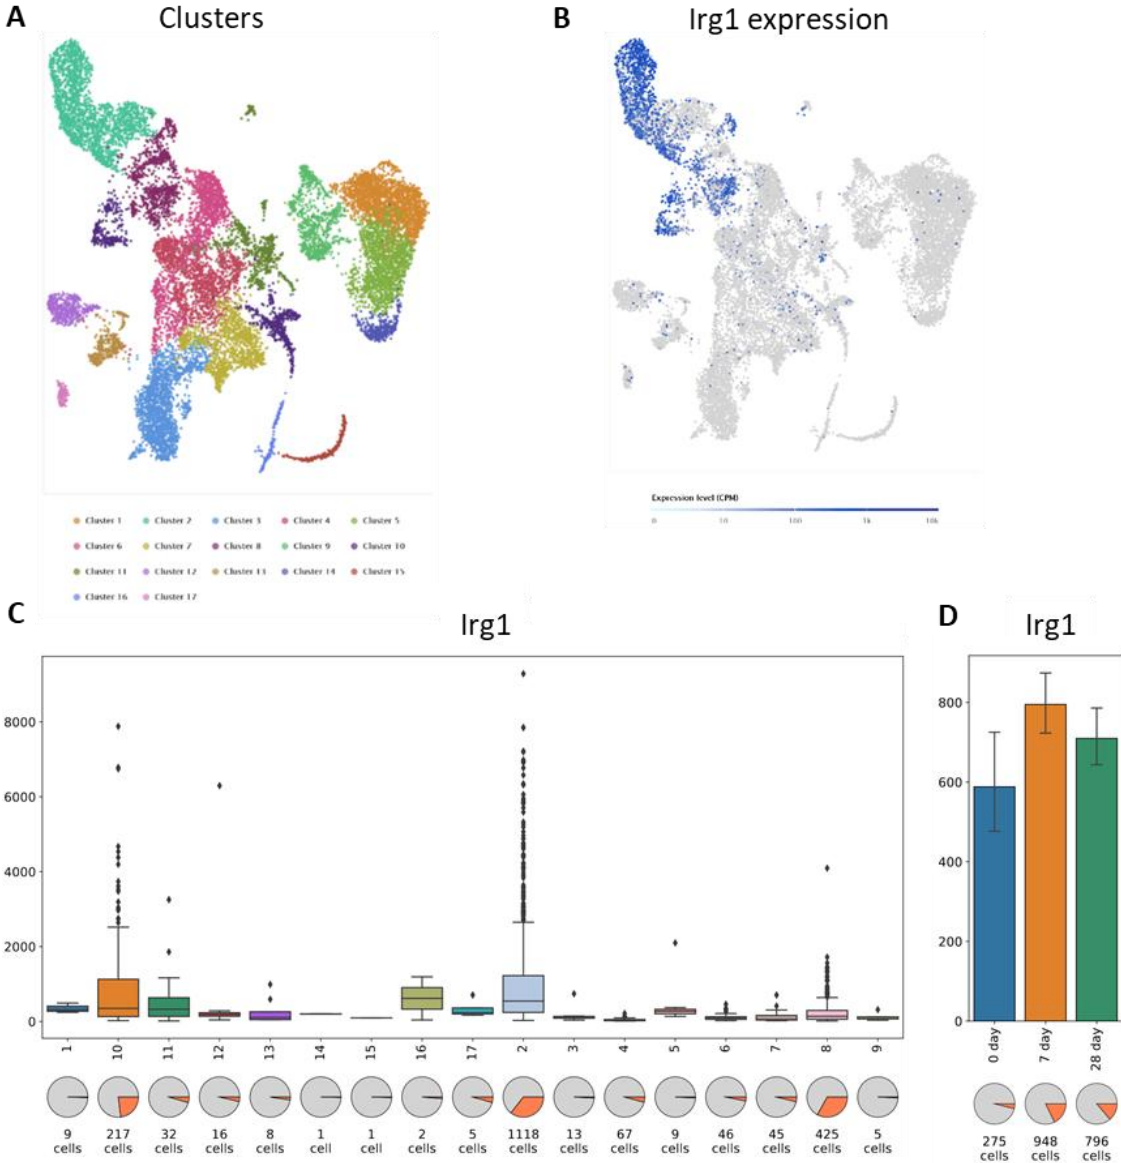 A Clusters
B Irg1 expression
Cluster 1 Cluster 2 Cluster 3 Cluster 4 Cluster 5
Cluster 6 Cluster 7 Cluster 8 Cluster 9 Cluster 10
Cluster 11 Cluster 12 Cluster 13 Cluster 14 Cluster 15
Cluster 16 Cluster 17
Expression level (CPM)
0 10 100 1k 10k
C Irg1
8000
6000
4000
2000
0
1 10 11 12 13 14 15 16 17 2 3 4 5 6 7 8 9
9 217 32 16 8 1 1 2 5 1118 13 67 9 46 45 425 5
cells cells cells cells cells cell cell cells cells cells cells cells cells cells cells cells cells
D Irg1
800
600
400
200
0
0 day 7 day 28 day
275 948 796
cells cells cells